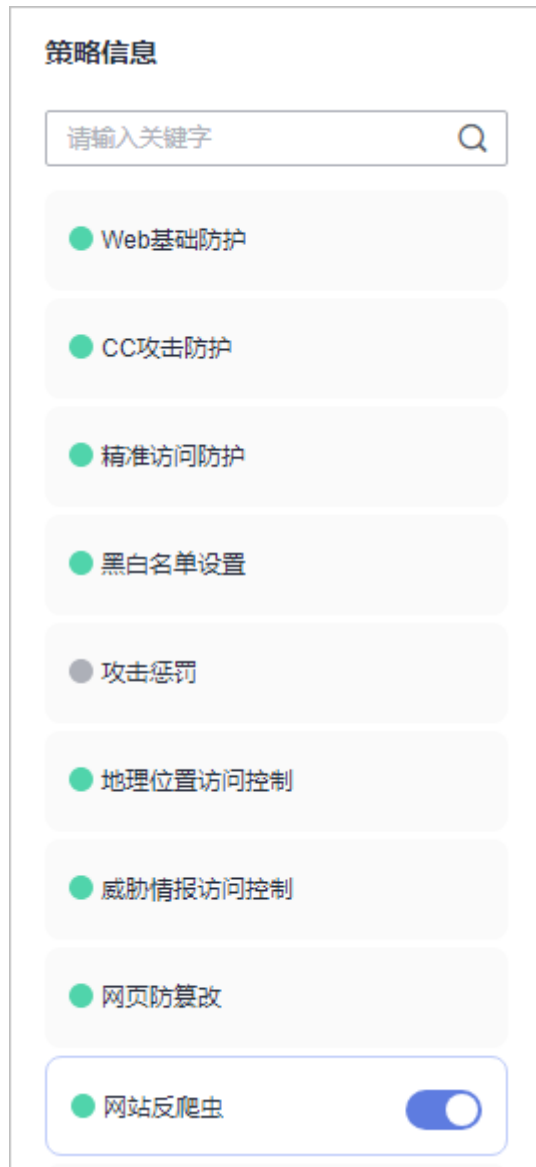 策略信息
请输入关键字
Web基础防护
CC攻击防护
精准访问防护
黑白名单设置
攻击惩罚
地理位置访问控制
威胁情报访问控制
网页防篡改
网站反爬虫